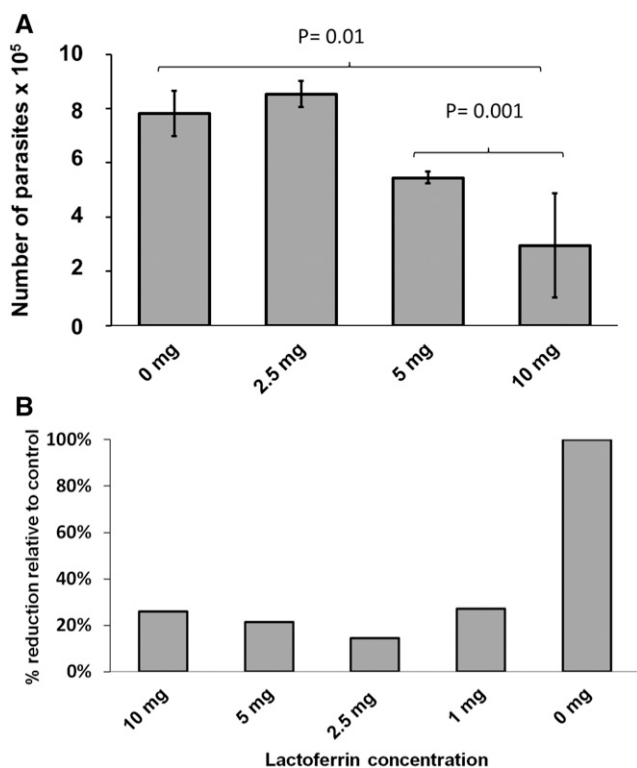 A
P= 0.01
P= 0.001
Number of parasites x 10⁵
10
8
6
4
2
0
0 mg
2.5 mg
5 mg
10 mg
B
% reduction relative to control
100%
80%
60%
40%
20%
0%
10 mg
5 mg
2.5 mg
1 mg
0 mg
Lactoferrin concentration